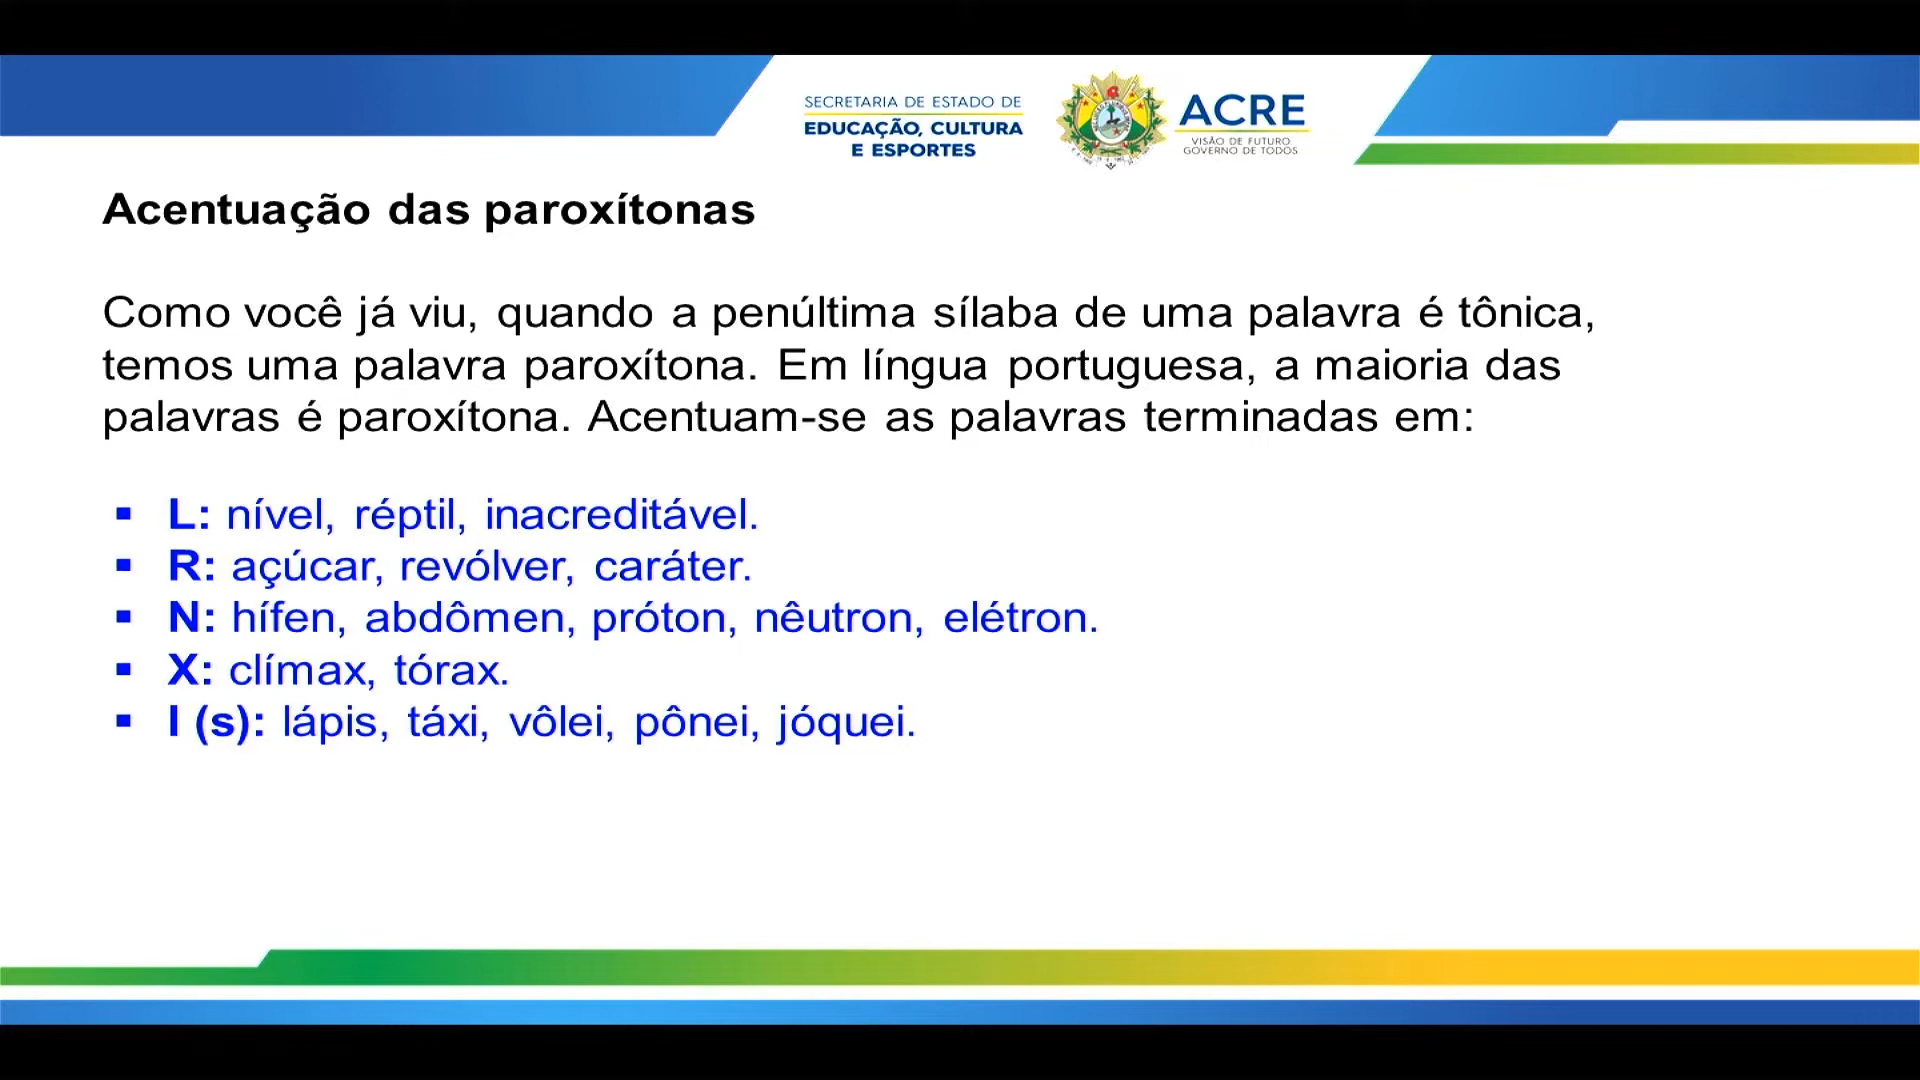 SECRETARIA DE ESTADO DE
EDUCAÇÃO, CULTURA
E ESPORTES
ACRE
VISÃO DE FUTURO
GOVERNO DE TODOS
Acentuação das paroxítonas
Como você já viu, quando a penúltima sílaba de uma palavra é tônica,
temos uma palavra paroxítona. Em língua portuguesa, a maioria das
palavras é paroxítona. Acentuam-se as palavras terminadas em:
▪ L: nível, réptil, inacreditável.
▪ R: açúcar, revólver, caráter.
▪ N: hífen, abdômen, próton, nêutron, elétron.
▪ X: clímax, tórax.
▪ I (s): lápis, táxi, vôlei, pônei, jóquei.